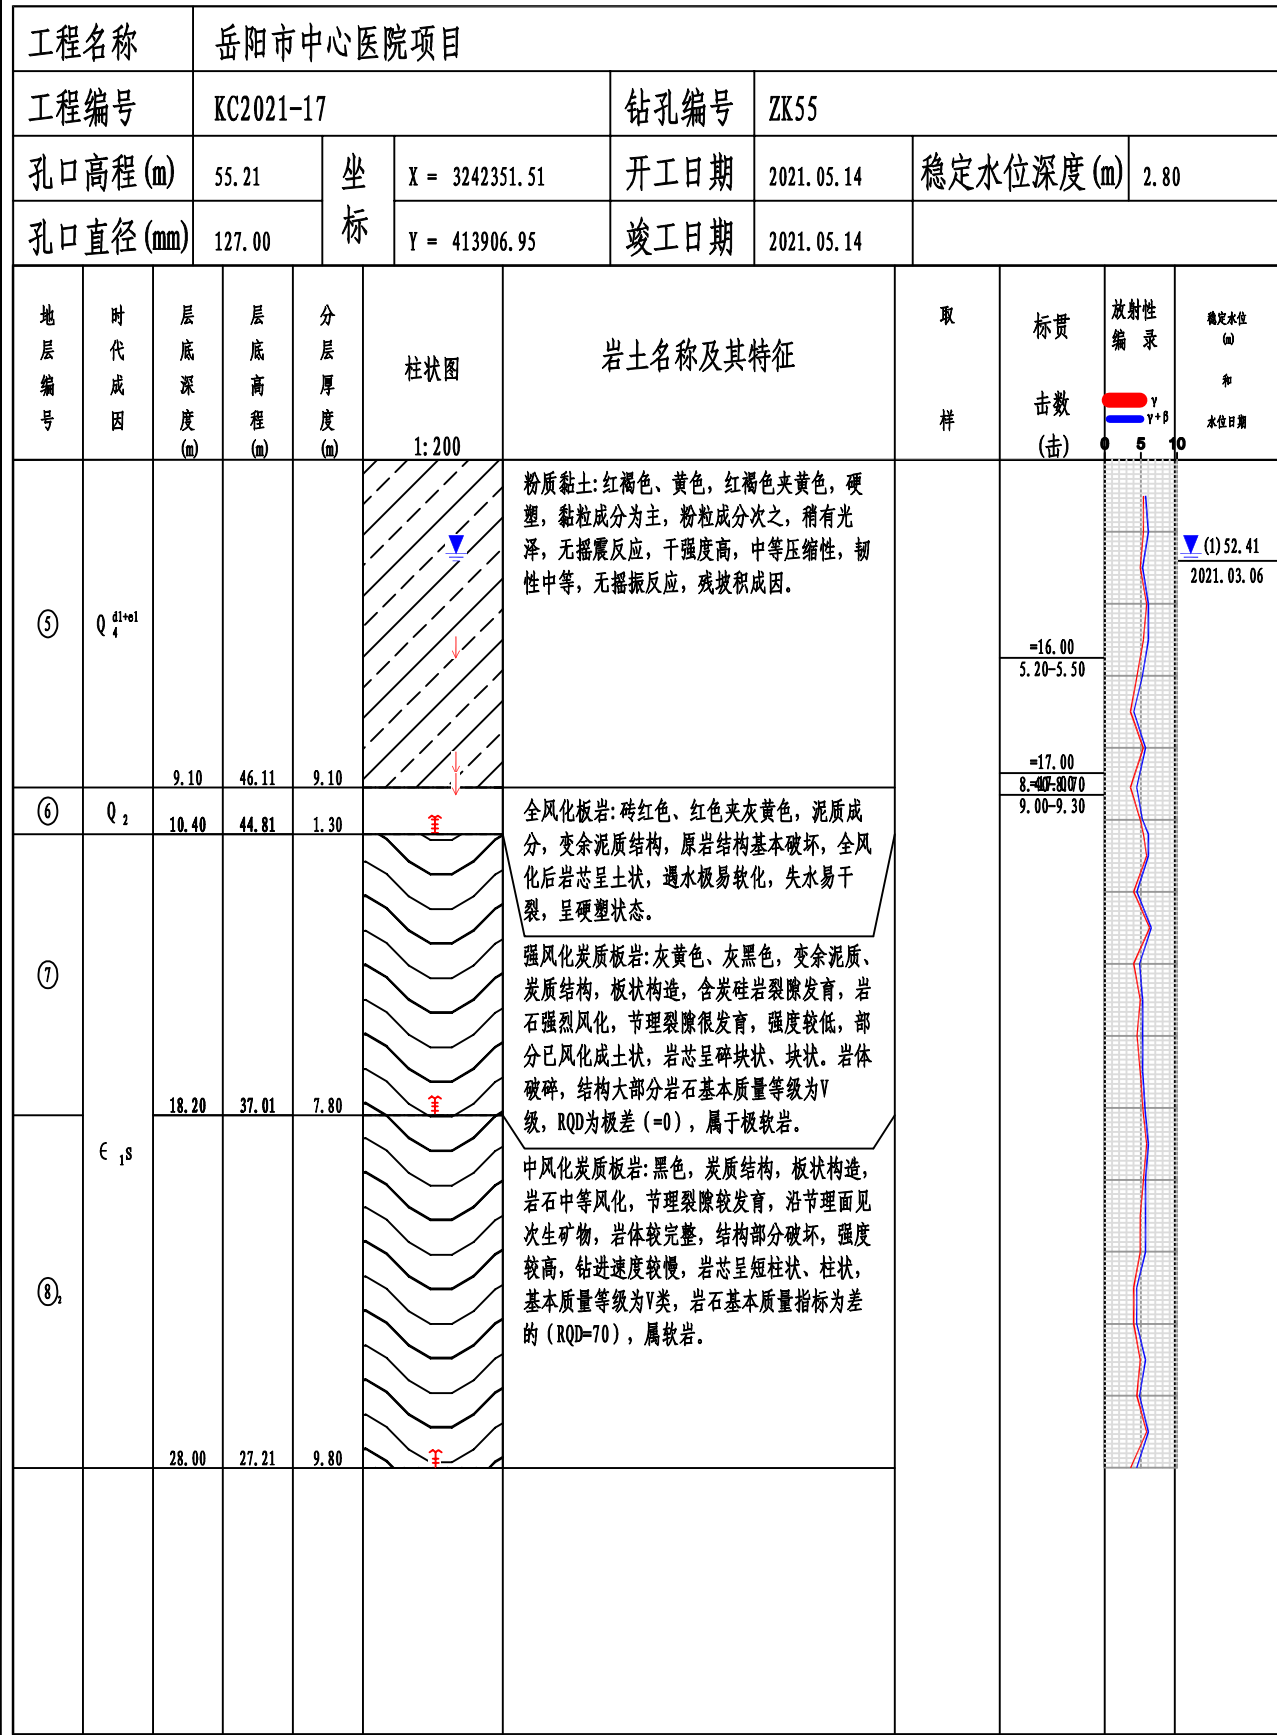 工程名称 岳阳市中心医院项目
工程编号 KC2021-17 钻孔编号 ZK55
孔口高程(m) 55.21 坐标 X = 3242351.51 开工日期 2021.05.14 稳定水位深度(m) 2.80
孔口直径(mm) 127.00 Y = 413906.95 竣工日期 2021.05.14
地层编号 时代成因 层底深度(m) 层底高程(m) 分层厚度(m) 柱状图 1:200 岩土名称及其特征 取样 标贯击数(击) 放射性编录 稳定水位(m)和水位日期
γ
γ+β
0 5 10
粉质黏土:红褐色、黄色，红褐色夹黄色，硬
塑，黏粒成分为主，粉粒成分次之，稍有光
泽，无摇震反应，干强度高，中等压缩性，韧
性中等，无摇振反应，残坡积成因。
(1)52.41
2021.03.06
⑤ Q 4 dl+el
=16.00
5.20-5.50
=17.00
9.10 46.11 9.10
9.00-9.30
⑥ Q 2 10.40 44.81 1.30
全风化板岩:砖红色、红色夹灰黄色，泥质成
分，变余泥质结构，原岩结构基本破坏，全风
化后岩芯呈土状，遇水极易软化，失水易干
裂，呈硬塑状态。
⑦
强风化炭质板岩:灰黄色、灰黑色，变余泥质、
炭质结构，板状构造，含炭硅岩裂隙发育，岩
石强烈风化，节理裂隙很发育，强度较低，部
分已风化成土状，岩芯呈碎块状、块状。岩体
破碎，结构大部分岩石基本质量等级为V
级，RQD为极差（=0），属于极软岩。
18.20 37.01 7.80
∈ 1s
中风化炭质板岩:黑色，炭质结构，板状构造，
岩石中等风化，节理裂隙较发育，沿节理面见
次生矿物，岩体较完整，结构部分破坏，强度
较高，钻进速度较慢，岩芯呈短柱状、柱状，
基本质量等级为V类，岩石基本质量指标为差
的（RQD=70），属软岩。
⑧2
28.00 27.21 9.80